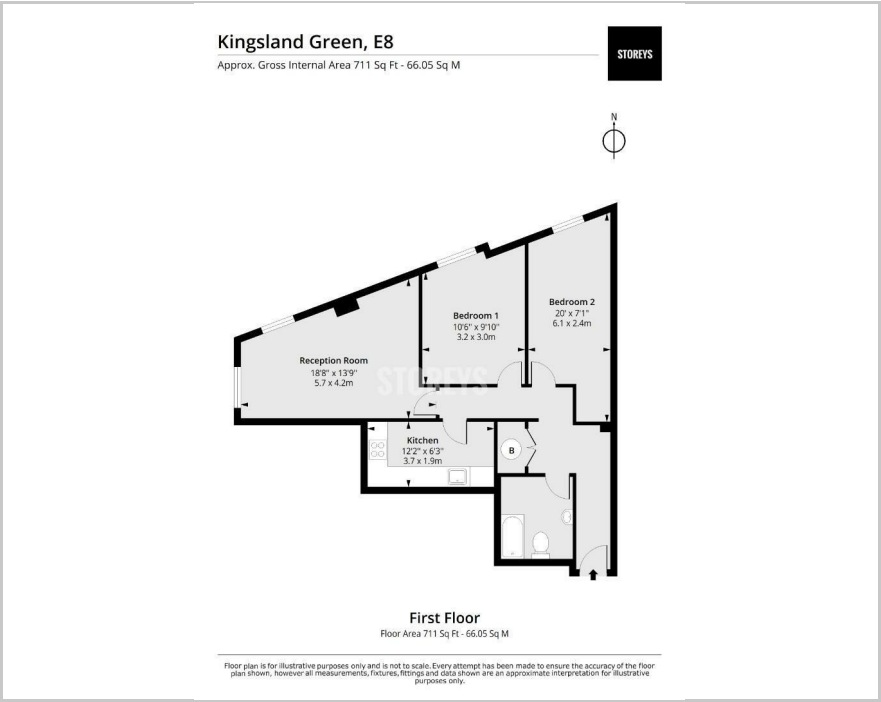 Kingsland Green, E8
Approx. Gross Internal Area 711 Sq Ft - 66.05 Sq M
STOREYS
N
Bedroom 2
20' x 7'1"
6.1 x 2.4m
Bedroom 1
10'6" x 9'10"
3.2 x 3.0m
Reception Room
18'8" x 13'9"
5.7 x 4.2m
STOREYS
Kitchen
12'2" x 6'3"
3.7 x 1.9m
B
First Floor
Floor Area 711 Sq Ft - 66.05 Sq M
Floor plan is for illustrative purposes only and is not to scale. Every attempt has been made to ensure the accuracy of the floor
plan shown, however all measurements, fixtures, fittings and data shown are an approximate interpretation for illustrative
purposes only.